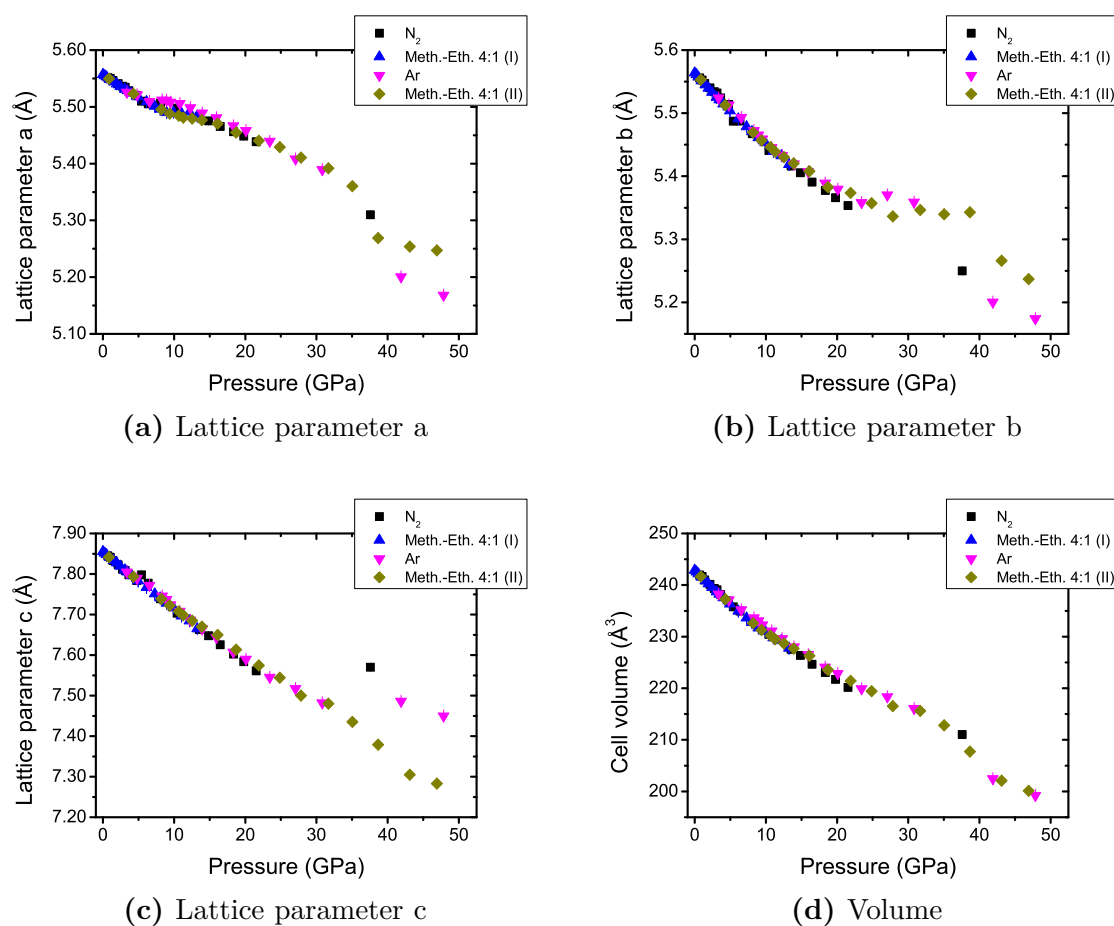 N₂
Meth.-Eth. 4:1 (I)
Ar
Meth.-Eth. 4:1 (II)
5.60
5.50
5.40
5.30
5.20
5.10
Lattice parameter a (Å)
0 10 20 30 40 50
Pressure (GPa)
(a) Lattice parameter a
N₂
Meth.-Eth. 4:1 (I)
Ar
Meth.-Eth. 4:1 (II)
5.6
5.5
5.4
5.3
5.2
Lattice parameter b (Å)
0 10 20 30 40 50
Pressure (GPa)
(b) Lattice parameter b
N₂
Meth.-Eth. 4:1 (I)
Ar
Meth.-Eth. 4:1 (II)
7.90
7.80
7.70
7.60
7.50
7.40
7.30
7.20
Lattice parameter c (Å)
0 10 20 30 40 50
Pressure (GPa)
(c) Lattice parameter c
N₂
Meth.-Eth. 4:1 (I)
Ar
Meth.-Eth. 4:1 (II)
250
240
230
220
210
200
Cell volume (Å³)
0 10 20 30 40 50
Pressure (GPa)
(d) Volume